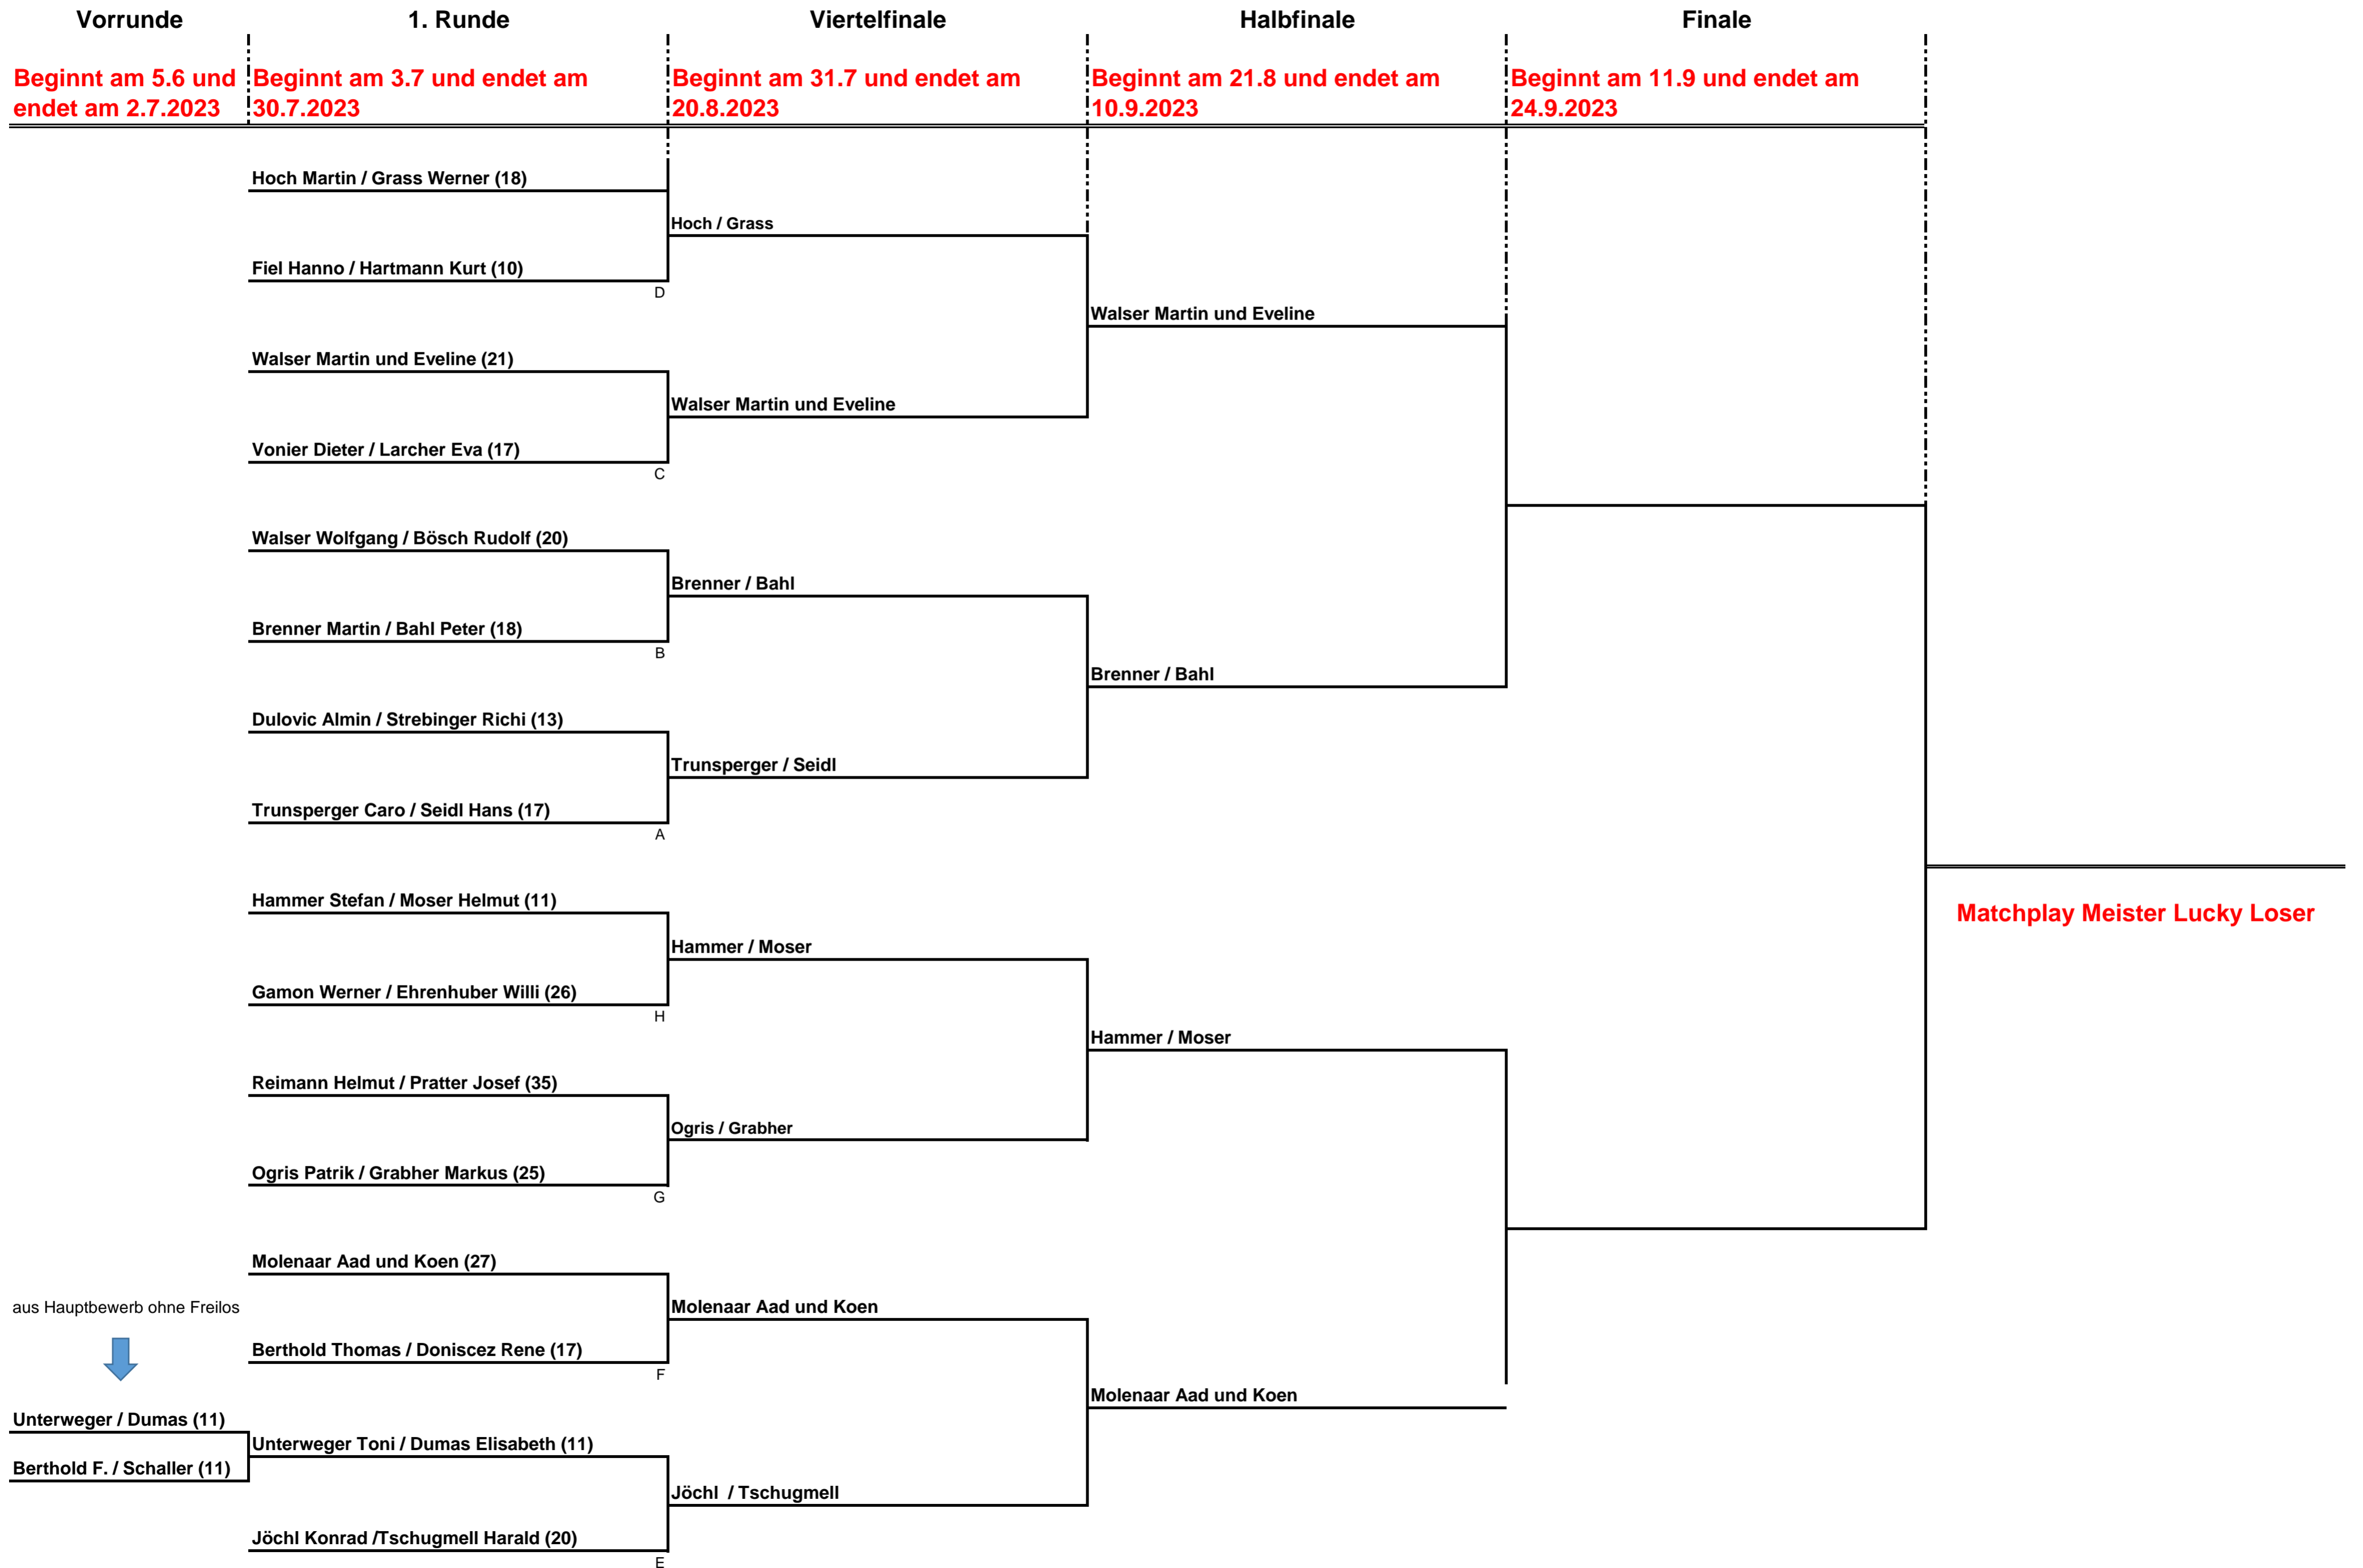 Vorrunde
1. Runde
Viertelfinale
Halbfinale
Finale
Beginnt am 5.6 und
endet am 2.7.2023
Beginnt am 3.7 und endet am
30.7.2023
Beginnt am 31.7 und endet am
20.8.2023
Beginnt am 21.8 und endet am
10.9.2023
Beginnt am 11.9 und endet am
24.9.2023
Hoch Martin / Grass Werner (18)
Hoch / Grass
Fiel Hanno / Hartmann Kurt (10)
D
Walser Martin und Eveline
Walser Martin und Eveline (21)
Walser Martin und Eveline
Vonier Dieter / Larcher Eva (17)
C
Walser Wolfgang / Bösch Rudolf (20)
Brenner / Bahl
Brenner Martin / Bahl Peter (18)
B
Brenner / Bahl
Dulovic Almin / Strebinger Richi (13)
Trunsperger / Seidl
Trunsperger Caro / Seidl Hans (17)
A
Hammer Stefan / Moser Helmut (11)
Matchplay Meister Lucky Loser
Hammer / Moser
Gamon Werner / Ehrenhuber Willi (26)
H
Hammer / Moser
Reimann Helmut / Pratter Josef (35)
Ogris / Grabher
Ogris Patrik / Grabher Markus (25)
G
Molenaar Aad und Koen (27)
aus Hauptbewerb ohne Freilos
Molenaar Aad und Koen
Berthold Thomas / Doniscez Rene (17)
F
Molenaar Aad und Koen
Unterweger / Dumas (11)
Unterweger Toni / Dumas Elisabeth (11)
Berthold F. / Schaller (11)
Jöchl / Tschugmell
Jöchl Konrad /Tschugmell Harald (20)
E